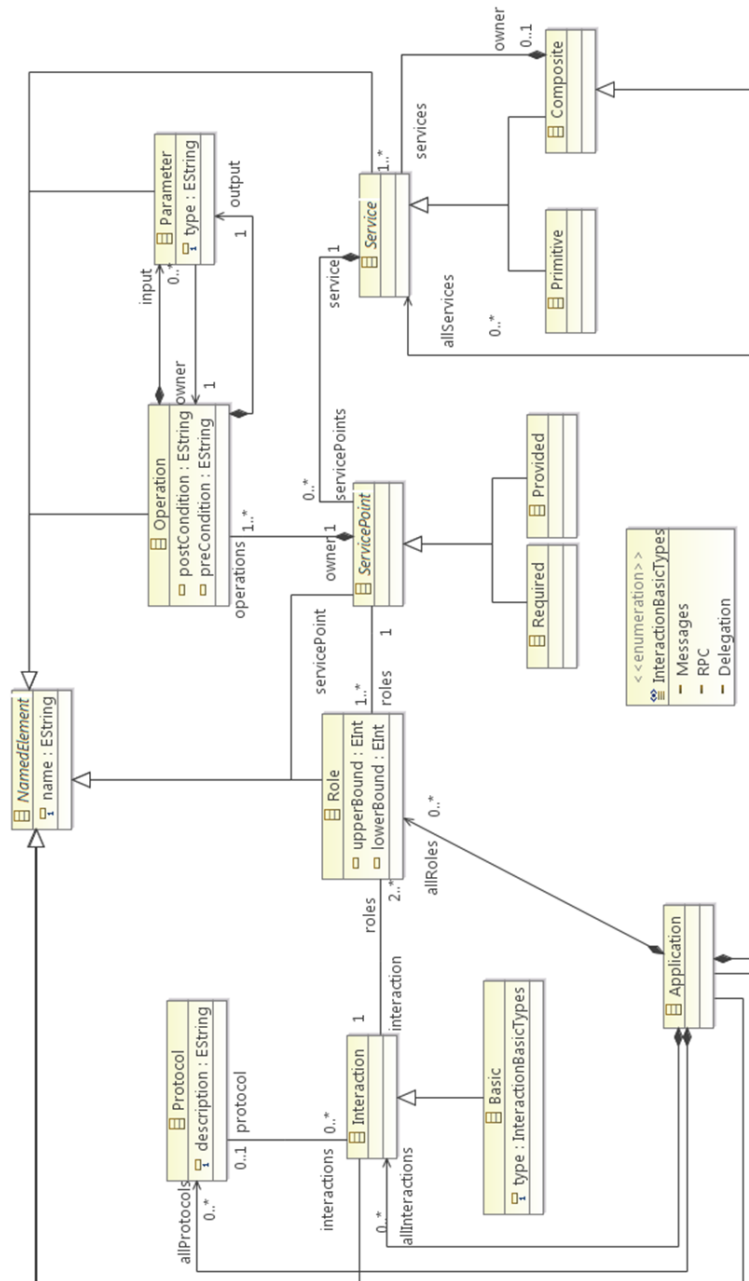 NamedElement
name : EString
Protocol
description : EString
allProtocols
0..*
0..1
protocol
interactions
0..*
Interaction
0..*
allInteractions
1
interaction
roles
2..*
Basic
type : InteractionBasicTypes
Role
upperBound : EInt
lowerBound : EInt
allRoles
0..*
Application
servicePoint
1..*
roles
1
Operation
postCondition : EString
preCondition : EString
operations
1..*
owner
1
ServicePoint
0..*
servicePoints
Required
Provided
<<enumeration>>
InteractionBasicTypes
Messages
RPC
Delegation
input
0..*
owner
1
Parameter
type : EString
output
1
service
1
Service
1..*
services
allServices
0..*
Primitive
Composite
owner
0..1